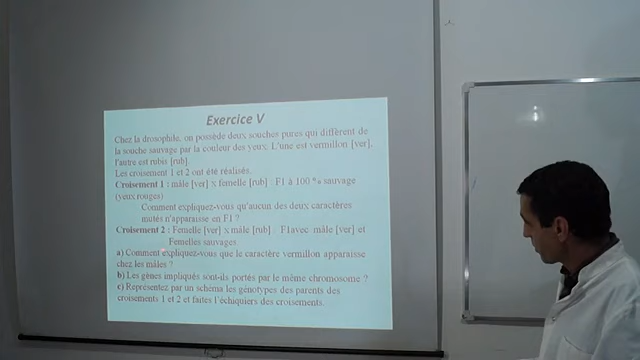 Exercice V
Chez la drosophile, on possède deux souches pures qui diffèrent de
la souche sauvage par la couleur des yeux. L'une est vermillon [ver],
l'autre est rubis [rub].
Les croisement 1 et 2 ont été réalisés.
Croisement 1 : mâle [ver] x femelle [rub] : F1 à 100 % sauvage
(yeux rouges)
Comment expliquez-vous qu'aucun des deux caractères
mutés n'apparaisse en F1 ?
Croisement 2 : Femelle [ver] x mâle [rub] : F1avec mâle [ver] et
Femelles sauvages
a) Comment expliquez-vous que le caractère vermillon apparaisse
chez les mâles ?
b) Les gènes impliqués sont-ils portés par le même chromosome ?
c) Représentez par un schéma les génotypes des parents des
croisements 1 et 2 et faites l'échiquiers des croisements.